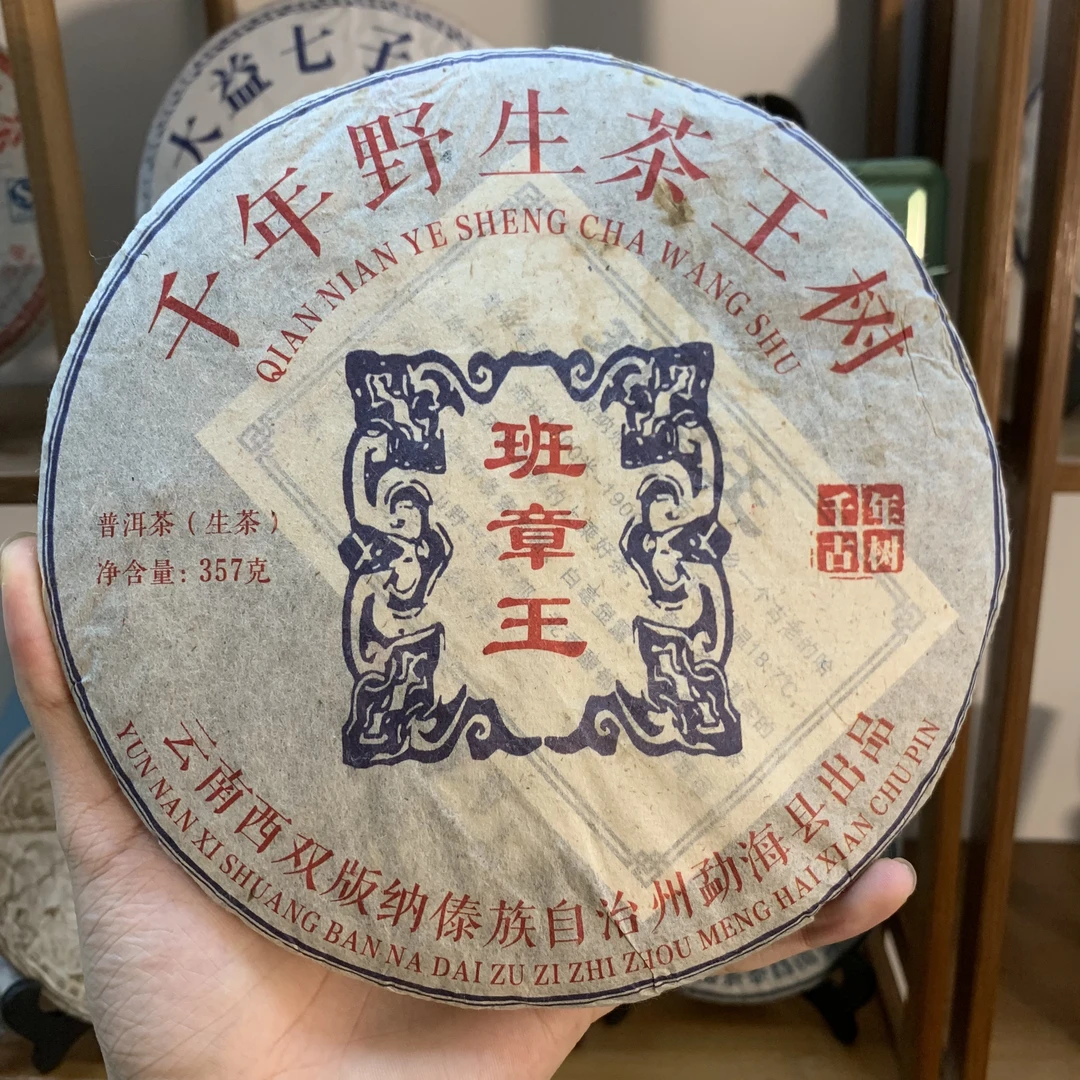 大益七子
千年野生茶王树
QIAN NIAN YE SHENG CHA WANG SHU
班章王
普洱茶（生茶）
净含量：357克
千年
古树
云南西双版纳傣族自治州勐海县出品
YUN NAN XI SHUANG BAN NA DAI ZU ZI ZHI ZHOU MENG HAI XIAN CHU PIN